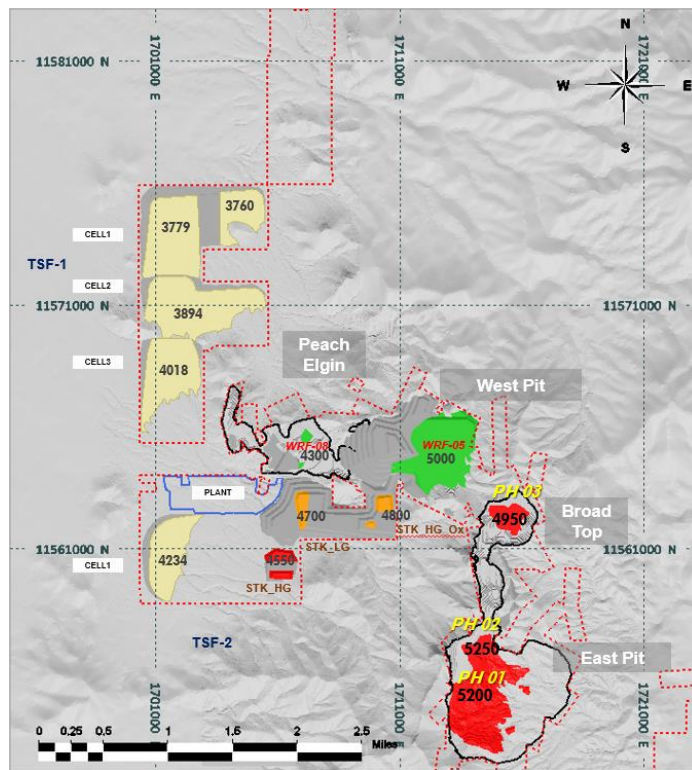 N
W E
S
11581000 N
1701000 E
1711000 E
1721000 E
11581000 N
3760
3779
CELL1
TSF-1
CELL2
11571000 N
11571000 N
3894
CELL3
4018
Peach
Elgin
West Pit
WRF-08
4300
WRF-05
5000
PLANT
PH 03
4950
Broad
Top
4700
4800
STK_HG_Ox
11561000 N
11561000 N
STK_LG
4234
CELL1
4550
STK_HG
TSF-2
PH 02
5250
East Pit
PH 01
5200
1701000 E
1711000 E
1721000 E
0 0.25 0.5 1 1.5 2 2.5
Miles